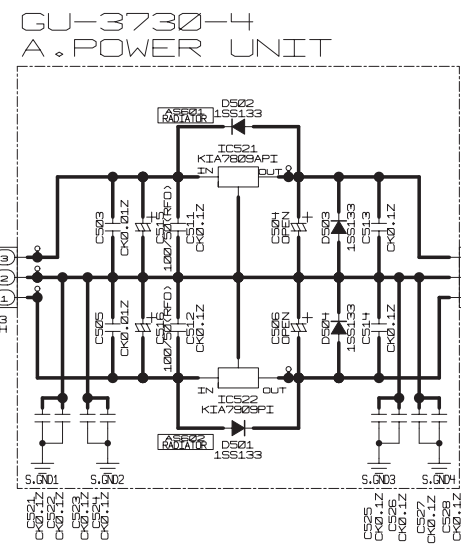 GU-3730-4
A.POWER UNIT
AS601
RADIATOR
D502
1SS133
IC521
KIA7809API
IN
OUT
C503
CK0.01Z
C515
100/50(RFO)
C511
CK0.1Z
C504
OPEN
D503
1SS133
C513
CK0.1Z
3
2
1
C505
CK0.01Z
C516
100/50(RFO)
C512
CK0.1Z
C506
OPEN
D504
1SS133
C514
CK0.1Z
IN
OUT
IC522
KIA7909PI
AS602
RADIATOR
D501
1SS133
S.GND1
S.GND2
S.GND3
S.GND4
C521
CK0.1Z
C522
CK0.1Z
C523
CK0.1Z
C524
CK0.1Z
C525
CK0.1Z
C526
CK0.1Z
C527
CK0.1Z
C528
CK0.1Z